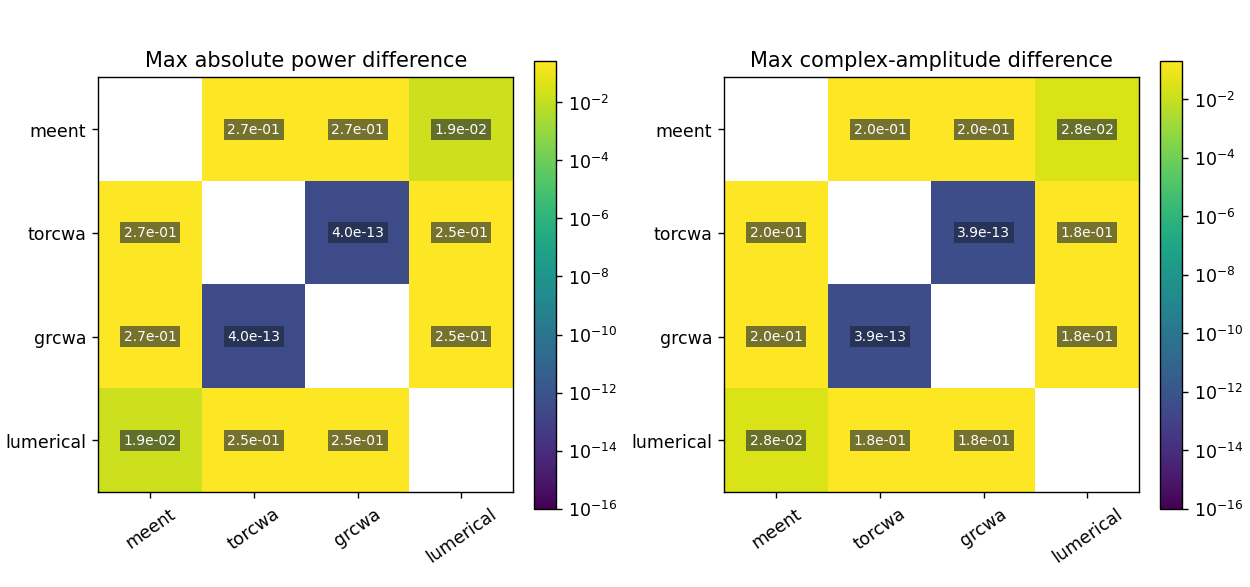 Max absolute power difference
meent
2.7e-01
2.7e-01
1.9e-02
torcwa
2.7e-01
4.0e-13
2.5e-01
grcwa
2.7e-01
4.0e-13
2.5e-01
lumerical
1.9e-02
2.5e-01
2.5e-01
meent
torcwa
grcwa
lumerical
10⁻²
10⁻⁴
10⁻⁶
10⁻⁸
10⁻¹⁰
10⁻¹²
10⁻¹⁴
10⁻¹⁶
Max complex-amplitude difference
meent
2.0e-01
2.0e-01
2.8e-02
torcwa
2.0e-01
3.9e-13
1.8e-01
grcwa
2.0e-01
3.9e-13
1.8e-01
lumerical
2.8e-02
1.8e-01
1.8e-01
meent
torcwa
grcwa
lumerical
10⁻²
10⁻⁴
10⁻⁶
10⁻⁸
10⁻¹⁰
10⁻¹²
10⁻¹⁴
10⁻¹⁶